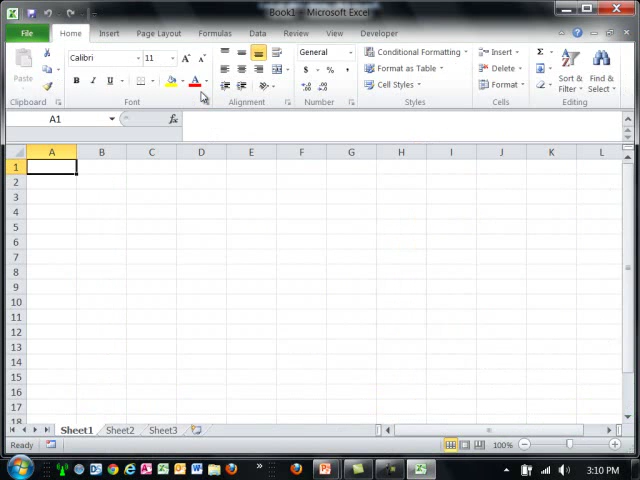 Book1 - Microsoft Excel
File Home Insert Page Layout Formulas Data Review View Developer
Calibri 11 General Conditional Formatting Insert Σ
Paste B I U A $ % , Format as Table Delete Sort & Filter Find & Select
Cell Styles Format
Clipboard Font Alignment Number Styles Cells Editing
A1 fx
A B C D E F G H I J K L
1
2
3
4
5
6
7
8
9
10
11
12
13
14
15
16
17
18
Sheet1 Sheet2 Sheet3
Ready 100%
3:10 PM